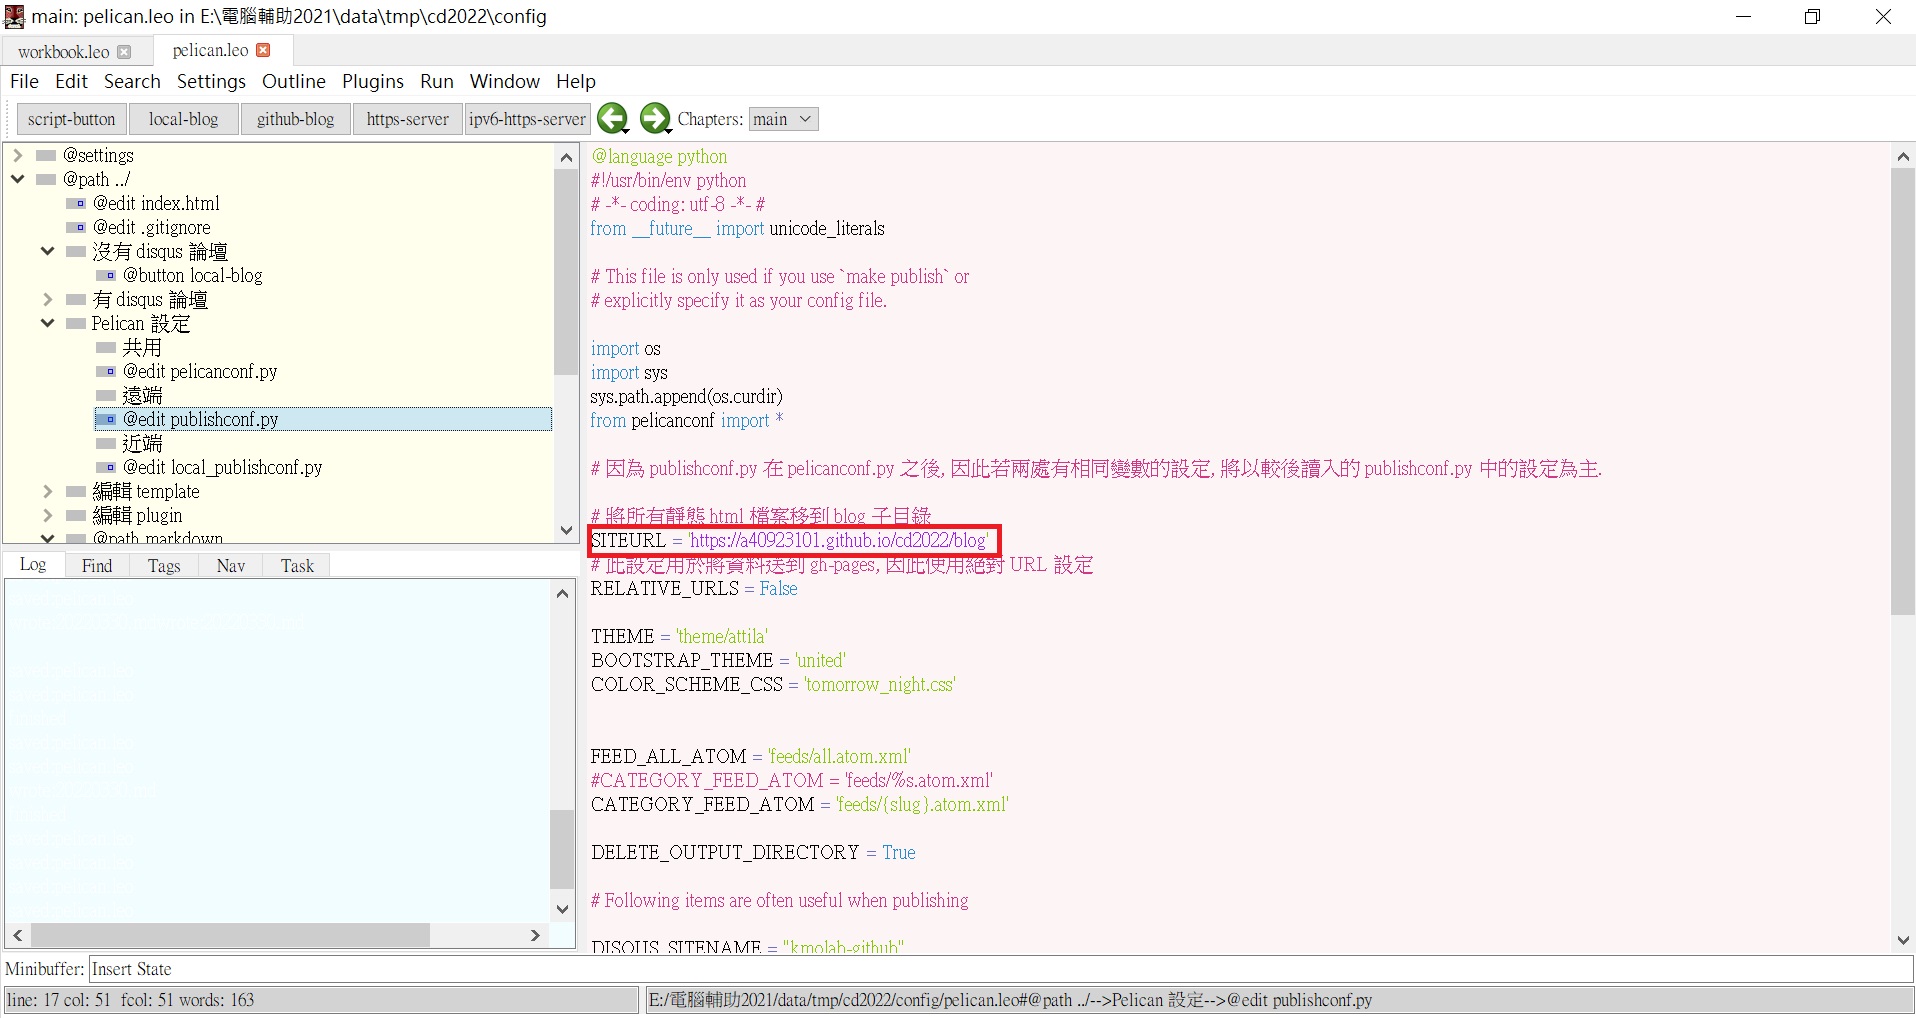 main: pelican.leo in E:\電腦輔助2021\data\tmp\cd2022\config
workbook.leo
pelican.leo
File Edit Search Settings Outline Plugins Run Window Help
script-button local-blog github-blog https-server ipv6-https-server Chapters: main
@settings
@path ../
@edit index.html
@edit .gitignore
沒有 disqus 論壇
@button local-blog
有 disqus 論壇
Pelican 設定
共用
@edit pelicanconf.py
遠端
@edit publishconf.py
近端
@edit local_publishconf.py
編輯 template
編輯 plugin
@path markdown
Log Find Tags Nav Task
@language python
#!/usr/bin/env python
# -*- coding: utf-8 -*- #
from __future__ import unicode_literals
# This file is only used if you use `make publish` or
# explicitly specify it as your config file.
import os
import sys
sys.path.append(os.curdir)
from pelicanconf import *
# 因為 publishconf.py 在 pelicanconf.py 之後, 因此若兩處有相同變數的設定, 將以較後讀入的 publishconf.py 中的設定為主.
# 將所有靜態 html 檔案移到 blog 子目錄
SITEURL = 'https://a40923101.github.io/cd2022/blog'
# 此設定用於將資料送到 gh-pages, 因此使用絕對 URL 設定
RELATIVE_URLS = False
THEME = 'theme/attila'
BOOTSTRAP_THEME = 'united'
COLOR_SCHEME_CSS = 'tomorrow_night.css'
FEED_ALL_ATOM = 'feeds/all.atom.xml'
#CATEGORY_FEED_ATOM = 'feeds/%s.atom.xml'
CATEGORY_FEED_ATOM = 'feeds/{slug}.atom.xml'
DELETE_OUTPUT_DIRECTORY = True
# Following items are often useful when publishing
DISQUS_SITENAME = "kmolab-github"
Minibuffer: Insert State
line: 17 col: 51 fcol: 51 words: 163
E:/電腦輔助2021/data/tmp/cd2022/config/pelican.leo#@path ../-->Pelican 設定-->@edit publishconf.py